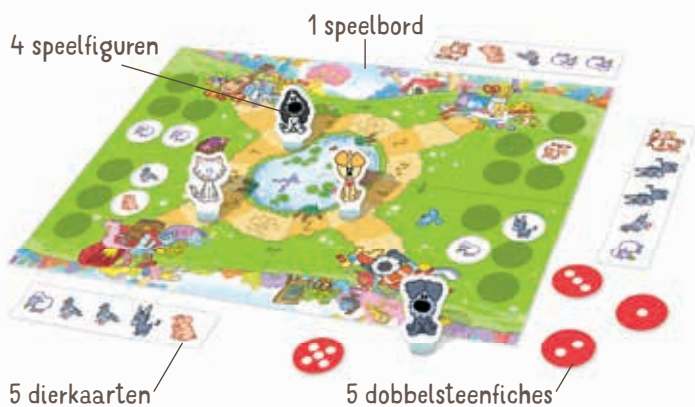 1 speelbord
4 speelfiguren
5 dierkaarten
5 dobbelsteenfiches